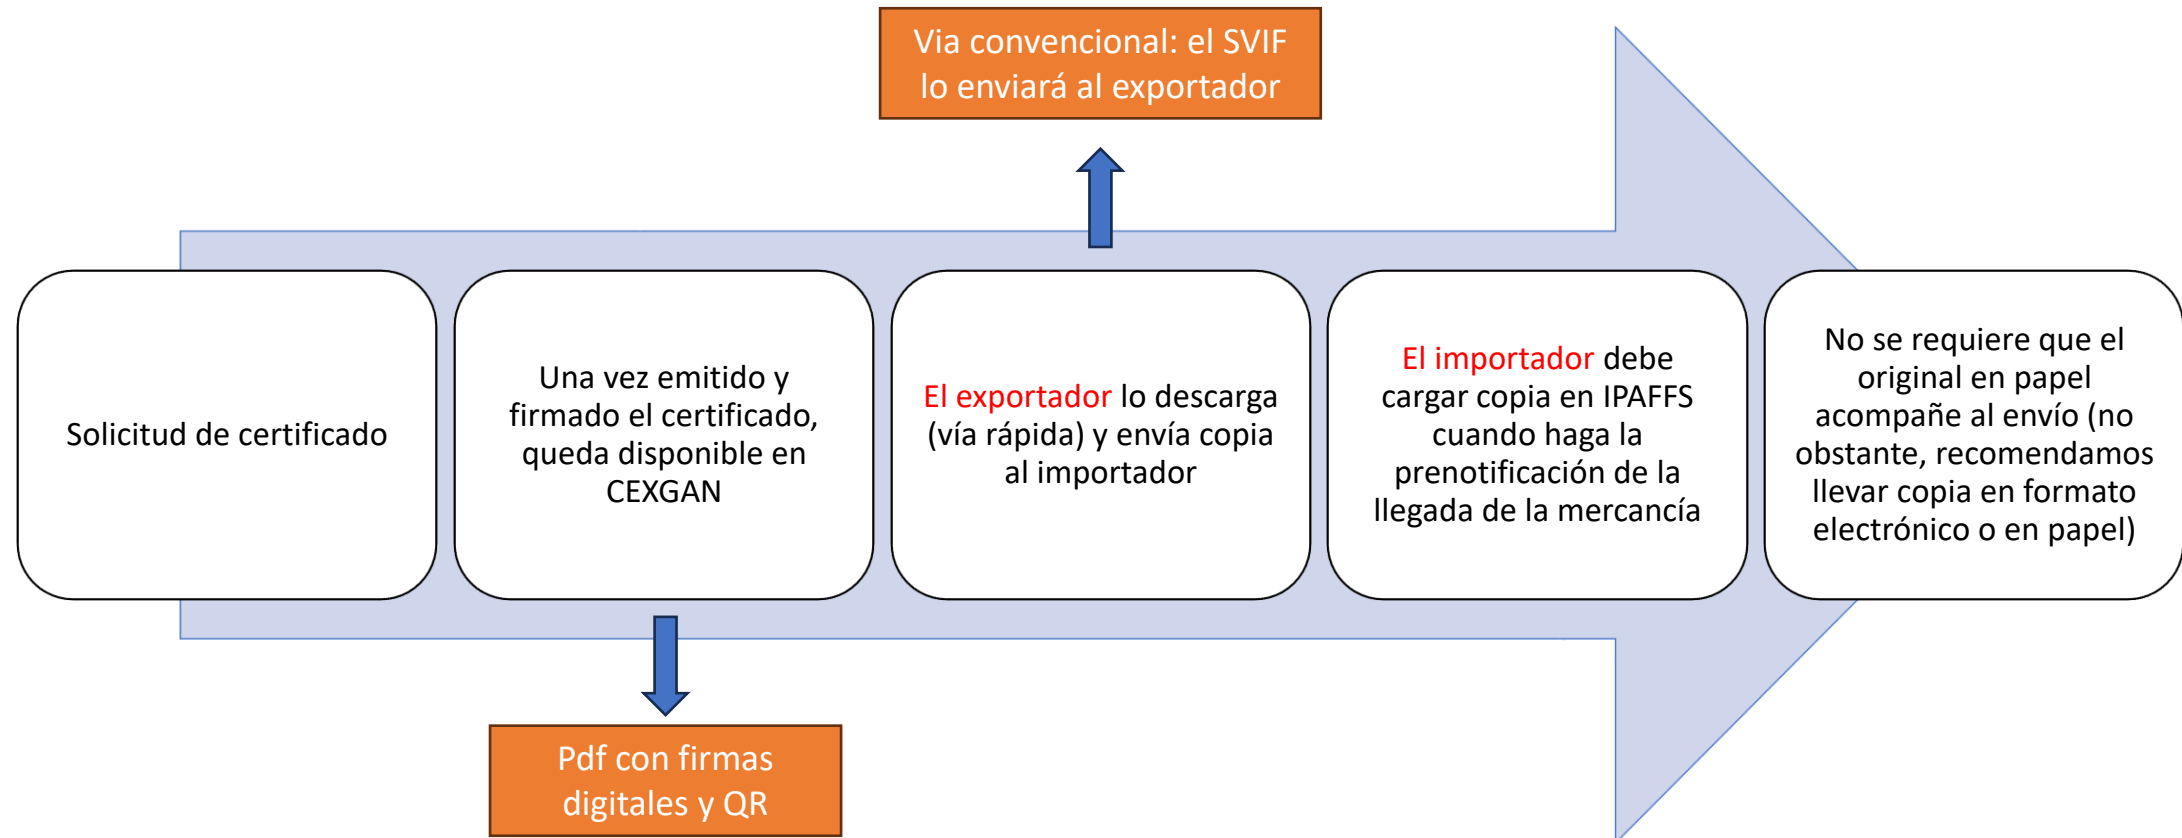 Via convencional: el SVIF
lo enviará al exportador
Solicitud de certificado
Una vez emitido y
firmado el certificado,
queda disponible en
CEXGAN
El exportador lo descarga
(vía rápida) y envía copia
al importador
El importador debe
cargar copia en IPAFFS
cuando haga la
prenotificación de la
llegada de la mercancía
No se requiere que el
original en papel
acompañe al envío (no
obstante, recomendamos
llevar copia en formato
electrónico o en papel)
Pdf con firmas
digitales y QR